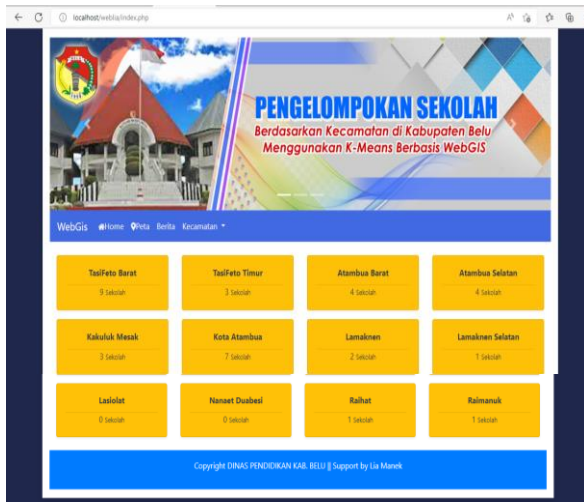 localhost/weblia/index.php
PENGELOMPOKAN SEKOLAH
Berdasarkan Kecamatan di Kabupaten Belu
Menggunakan K-Means Berbasis WebGIS
WebGis Home Peta Berita Kecamatan
TasiFeto Barat TasiFeto Timur Atambua Barat Atambua Selatan
9 Sekolah 3 Sekolah 4 Sekolah 4 Sekolah
Kakuluk Mesak Kota Atambua Lamaknen Lamaknen Selatan
3 Sekolah 7 Sekolah 2 Sekolah 1 Sekolah
Lasiolat Nanaet Duabesi Raihat Raimanuk
0 Sekolah 0 Sekolah 1 Sekolah 1 Sekolah
Copyright DINAS PENDIDIKAN KAB. BELU || Support by Lia Manek